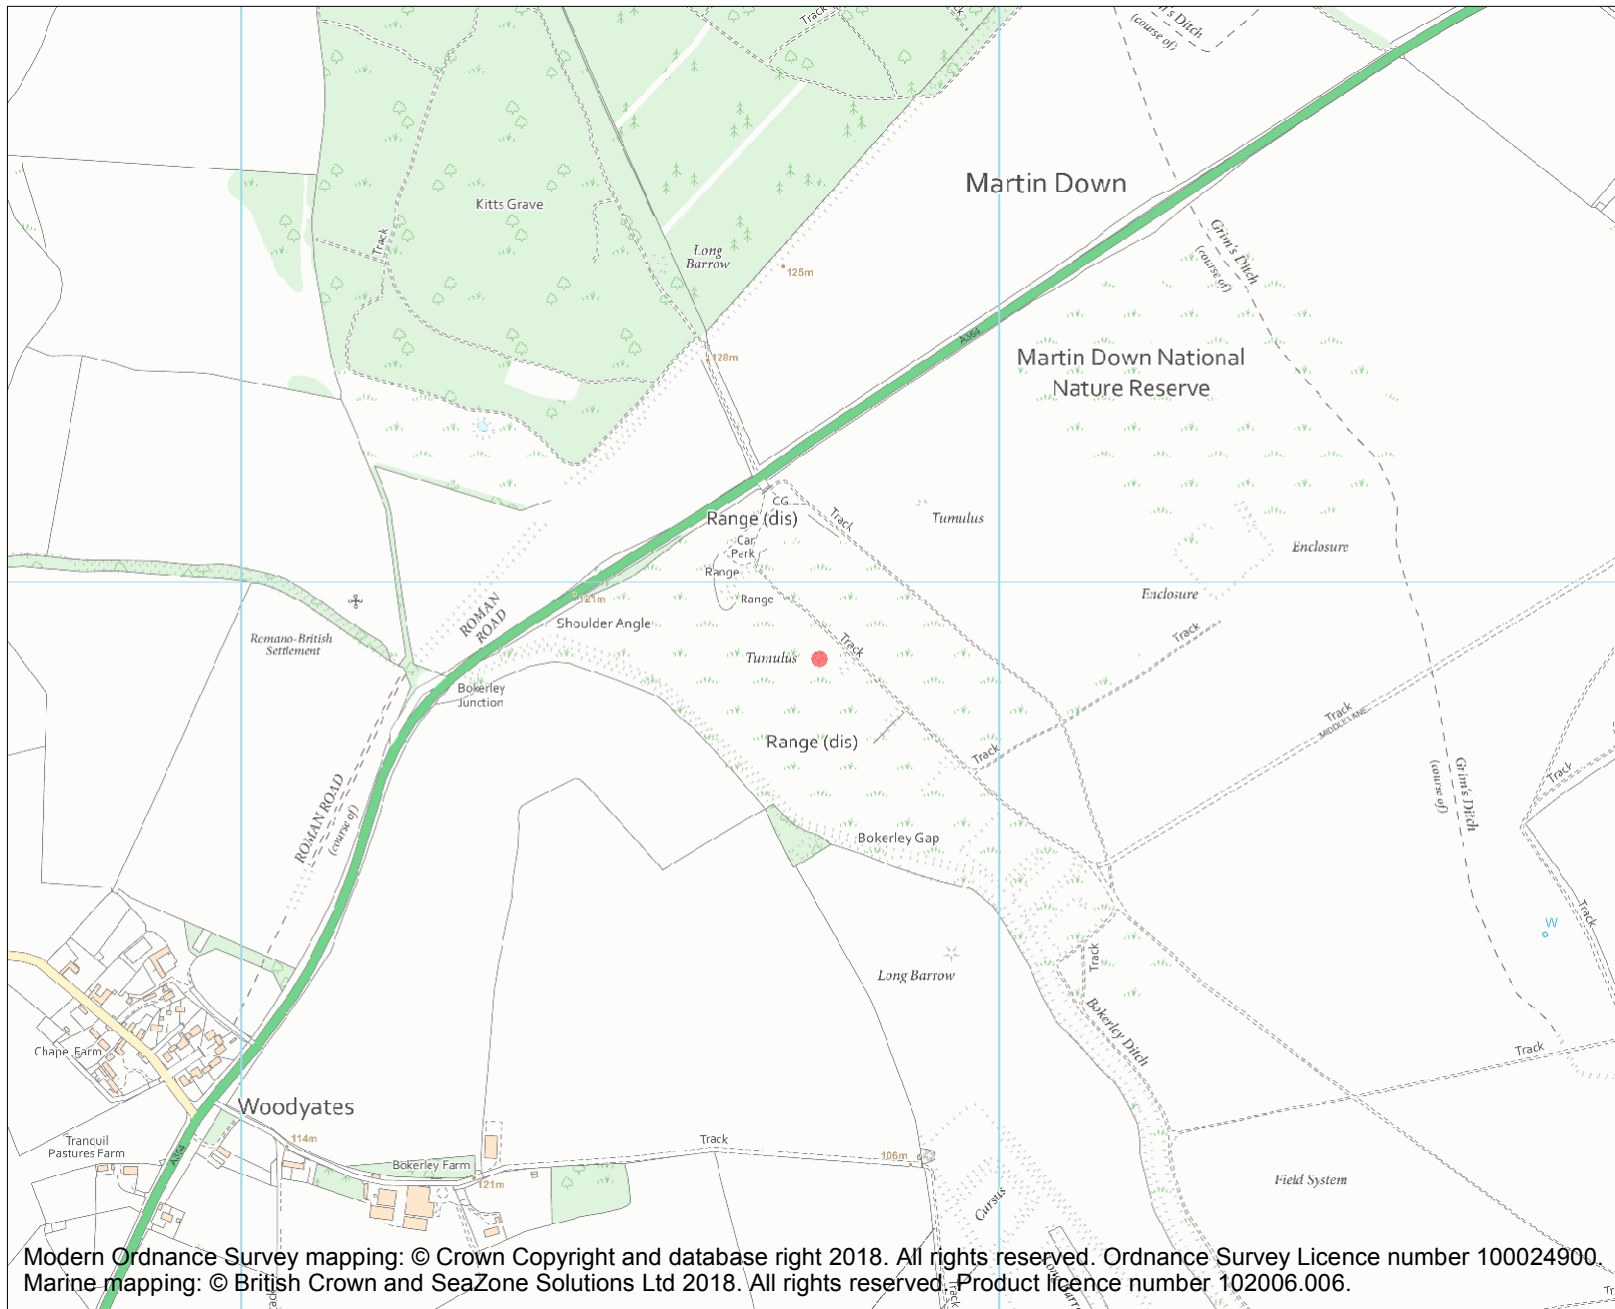 Track
Track
m's Ditch
(course of)
Martin Down
Kitts Grave
Track
Long
Barrow
125m
Grim's Ditch
(course of)
A354
128m
Martin Down National
Nature Reserve
CG
Range (dis)
Track
Tumulus
Car
Park
Enclosure
Range
121m
Range
Enclosure
ROMAN
ROAD
Shoulder Angle
Romano-British
Settlement
Track
Track
Tumulus
Bokerley
Junction
Track
MIDDLE LANE
Range (dis)
Track
Track
ROMAN ROAD
(course of)
Grim's Ditch
(course of)
Bokerley Gap
Track
W
Track
Long Barrow
Bokerley Ditch
Chapel Farm
Track
Woodyates
114m
Tranquil
Pastures Farm
A354
Track
Bokerley Farm
106m
121m
Field System
Cursus
Modern Ordnance Survey mapping: © Crown Copyright and database right 2018. All rights reserved. Ordnance Survey Licence number 100024900.
Marine mapping: © British Crown and SeaZone Solutions Ltd 2018. All rights reserved. Product licence number 102006.006.
Track